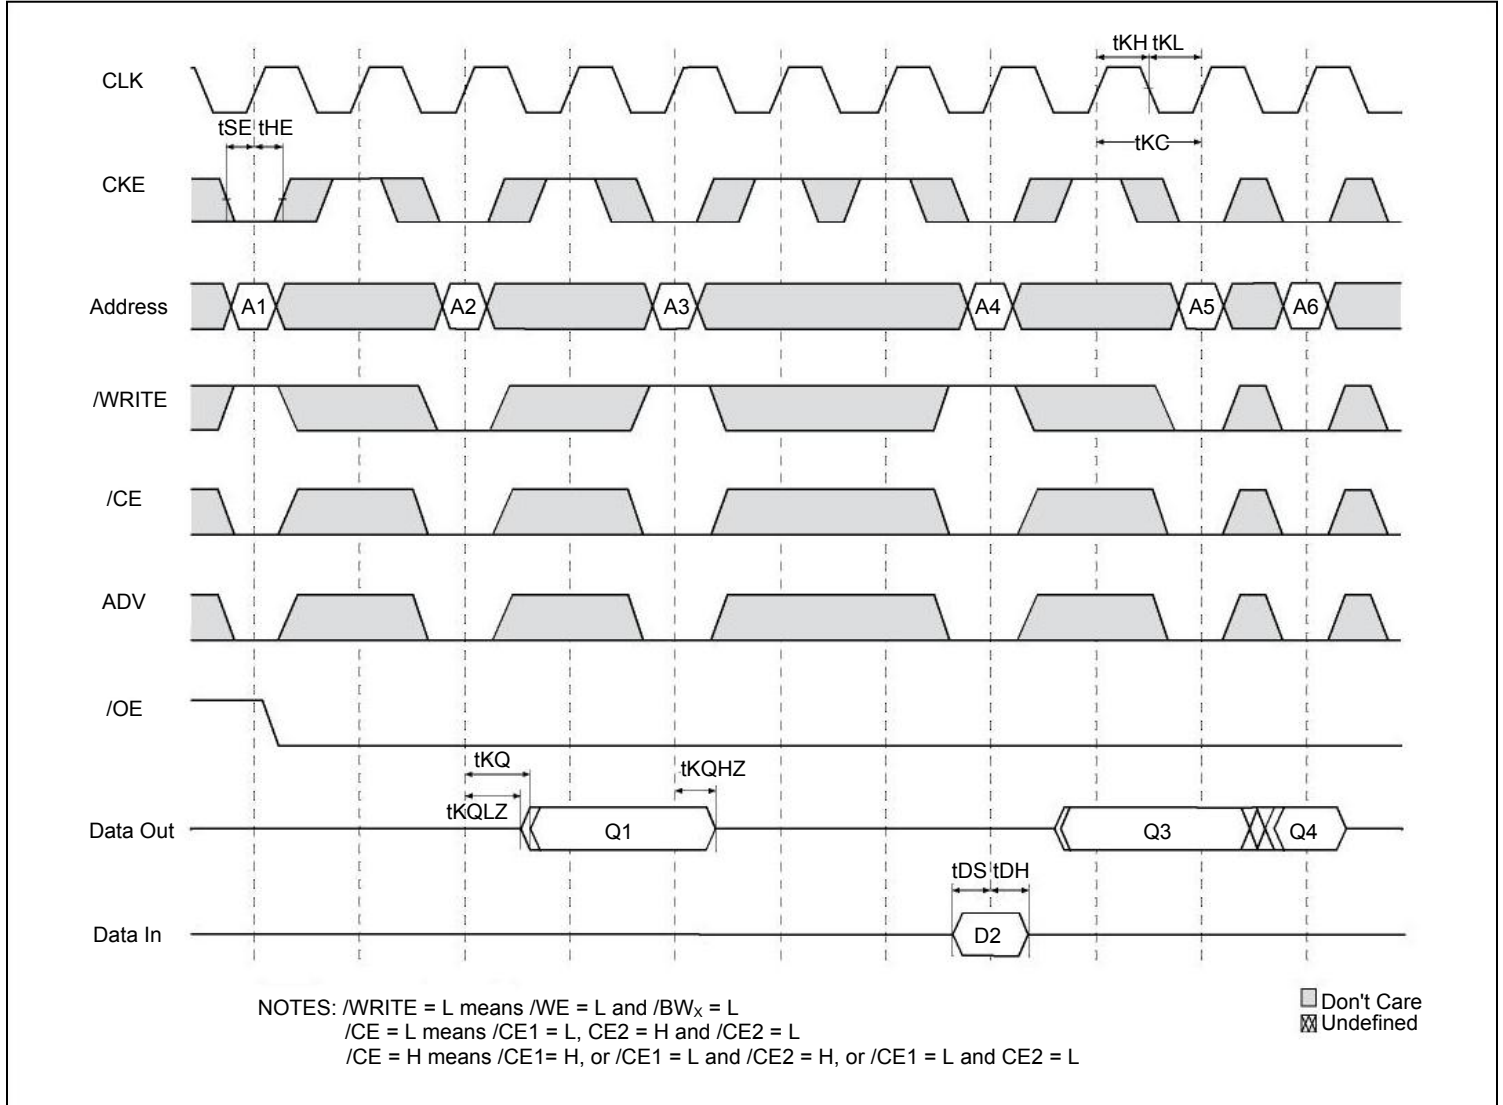 tKH tKL
CLK
tSE tHE
tKC
CKE
Address A1 A2 A3 A4 A5 A6
/WRITE
/CE
ADV
/OE
tKQ
tKQHZ
tKQLZ
Data Out Q1 Q3 Q4
tDS tDH
Data In D2
NOTES: /WRITE = L means /WE = L and /BWX = L
/CE = L means /CE1 = L, CE2 = H and /CE2 = L
/CE = H means /CE1= H, or /CE1 = L and /CE2 = H, or /CE1 = L and CE2 = L
Don't Care
Undefined